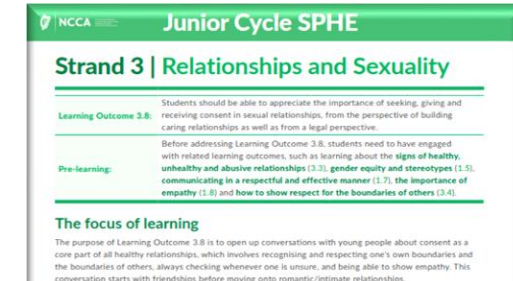 NCCA
Junior Cycle SPHE
Strand 3 | Relationships and Sexuality
Learning Outcome 3.8:
Students should be able to appreciate the importance of seeking, giving and
receiving consent in sexual relationships, from the perspective of building
caring relationships as well as from a legal perspective.
Pre-learning:
Before addressing Learning Outcome 3.8, students need to have engaged
with related learning outcomes, such as learning about the signs of healthy,
unhealthy and abusive relationships (3.3), gender equity and stereotypes (1.5),
communicating in a respectful and effective manner (1.7), the importance of
empathy (1.8) and how to show respect for the boundaries of others (3.4).
The focus of learning
The purpose of Learning Outcome 3.8 is to open up conversations with young people about consent as a
core part of all healthy relationships, which involves recognising and respecting one's own boundaries and
the boundaries of others, always checking whenever one is unsure, and being able to show empathy. This
conversation starts with friendships before moving onto romantic/intimate relationships.